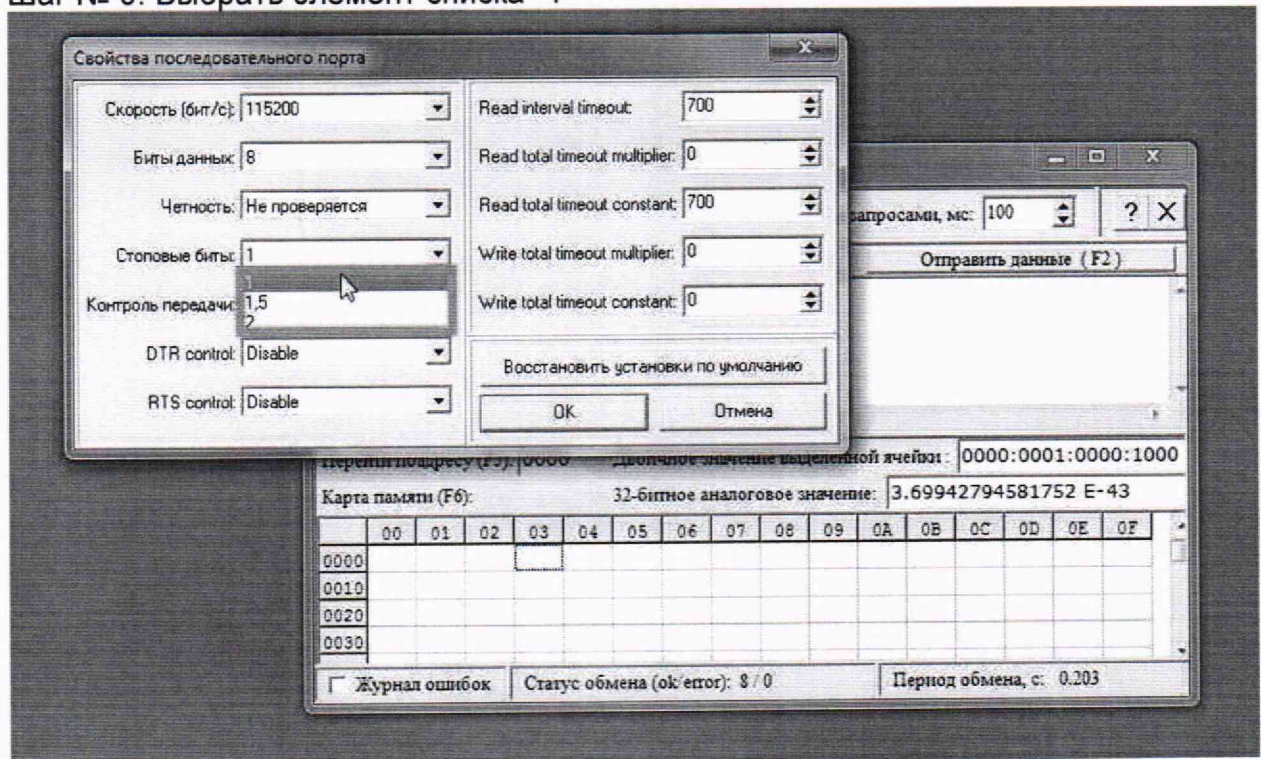 Свойства последовательного порта
Скорость (бит/с): 115200
Биты данных: 8
Четность: Не проверяется
Стоповые биты: 1
1
1,5
2
Контроль передачи:
DTR control: Disable
RTS control: Disable
Read interval timeout: 700
Read total timeout multiplier: 0
Read total timeout constant: 700
Write total timeout multiplier: 0
Write total timeout constant: 0
Восстановить установки по умолчанию
OK
Отмена
запросами, мс: 100
? X
Отправить данные ( F2 )
0000:0001:0000:1000
Карта памяти (F6):
32-битное аналоговое значение: 3.69942794581752 E-43
00 01 02 03 04 05 06 07 08 09 0A 0B 0C 0D 0E 0F
0000
0010
0020
0030
Журнал ошибок
Статус обмена (ok/error): 8 / 0
Период обмена, с: 0.203